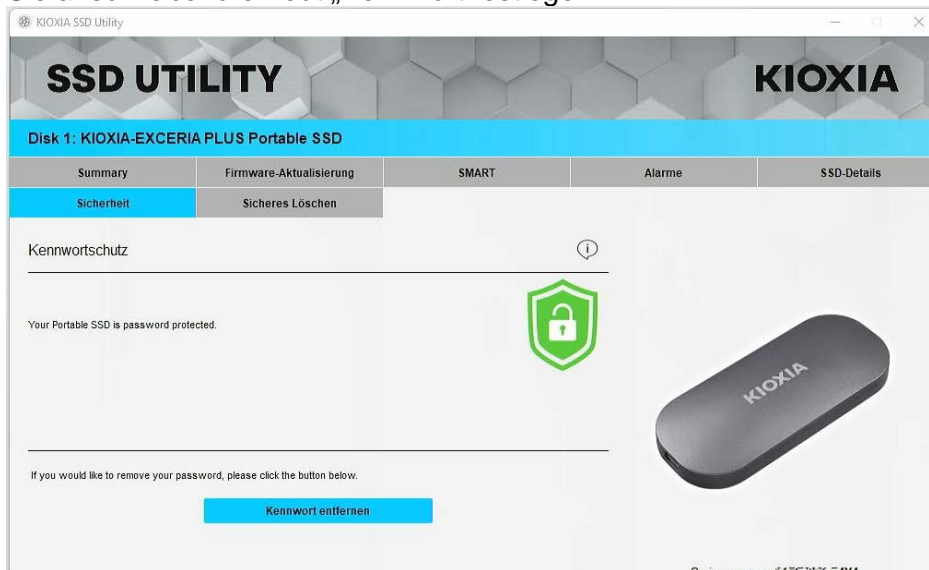 KIOXIA SSD Utility
SSD UTILITY
KIOXIA
Disk 1: KIOXIA-EXCERIA PLUS Portable SSD
Summary Firmware-Aktualisierung SMART Alarme SSD-Details
Sicherheit Sicheres Löschen
Kennwortschutz
Your Portable SSD is password protected.
KIOXIA
If you would like to remove your password, please click the button below.
Kennwort entfernen